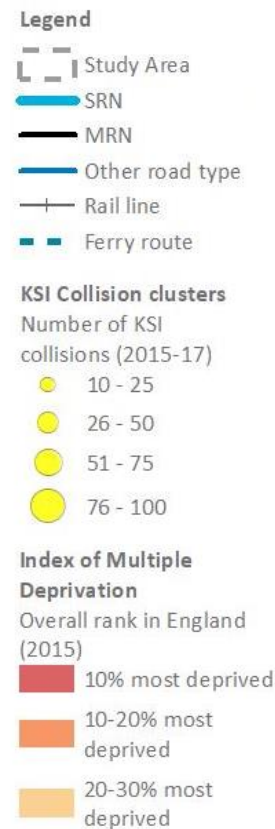 Legend
Study Area
SRN
MRN
Other road type
Rail line
Ferry route
KSI Collision clusters
Number of KSI
collisions (2015-17)
10 - 25
26 - 50
51 - 75
76 - 100
Index of Multiple
Deprivation
Overall rank in England
(2015)
10% most deprived
10-20% most
deprived
20-30% most
deprived